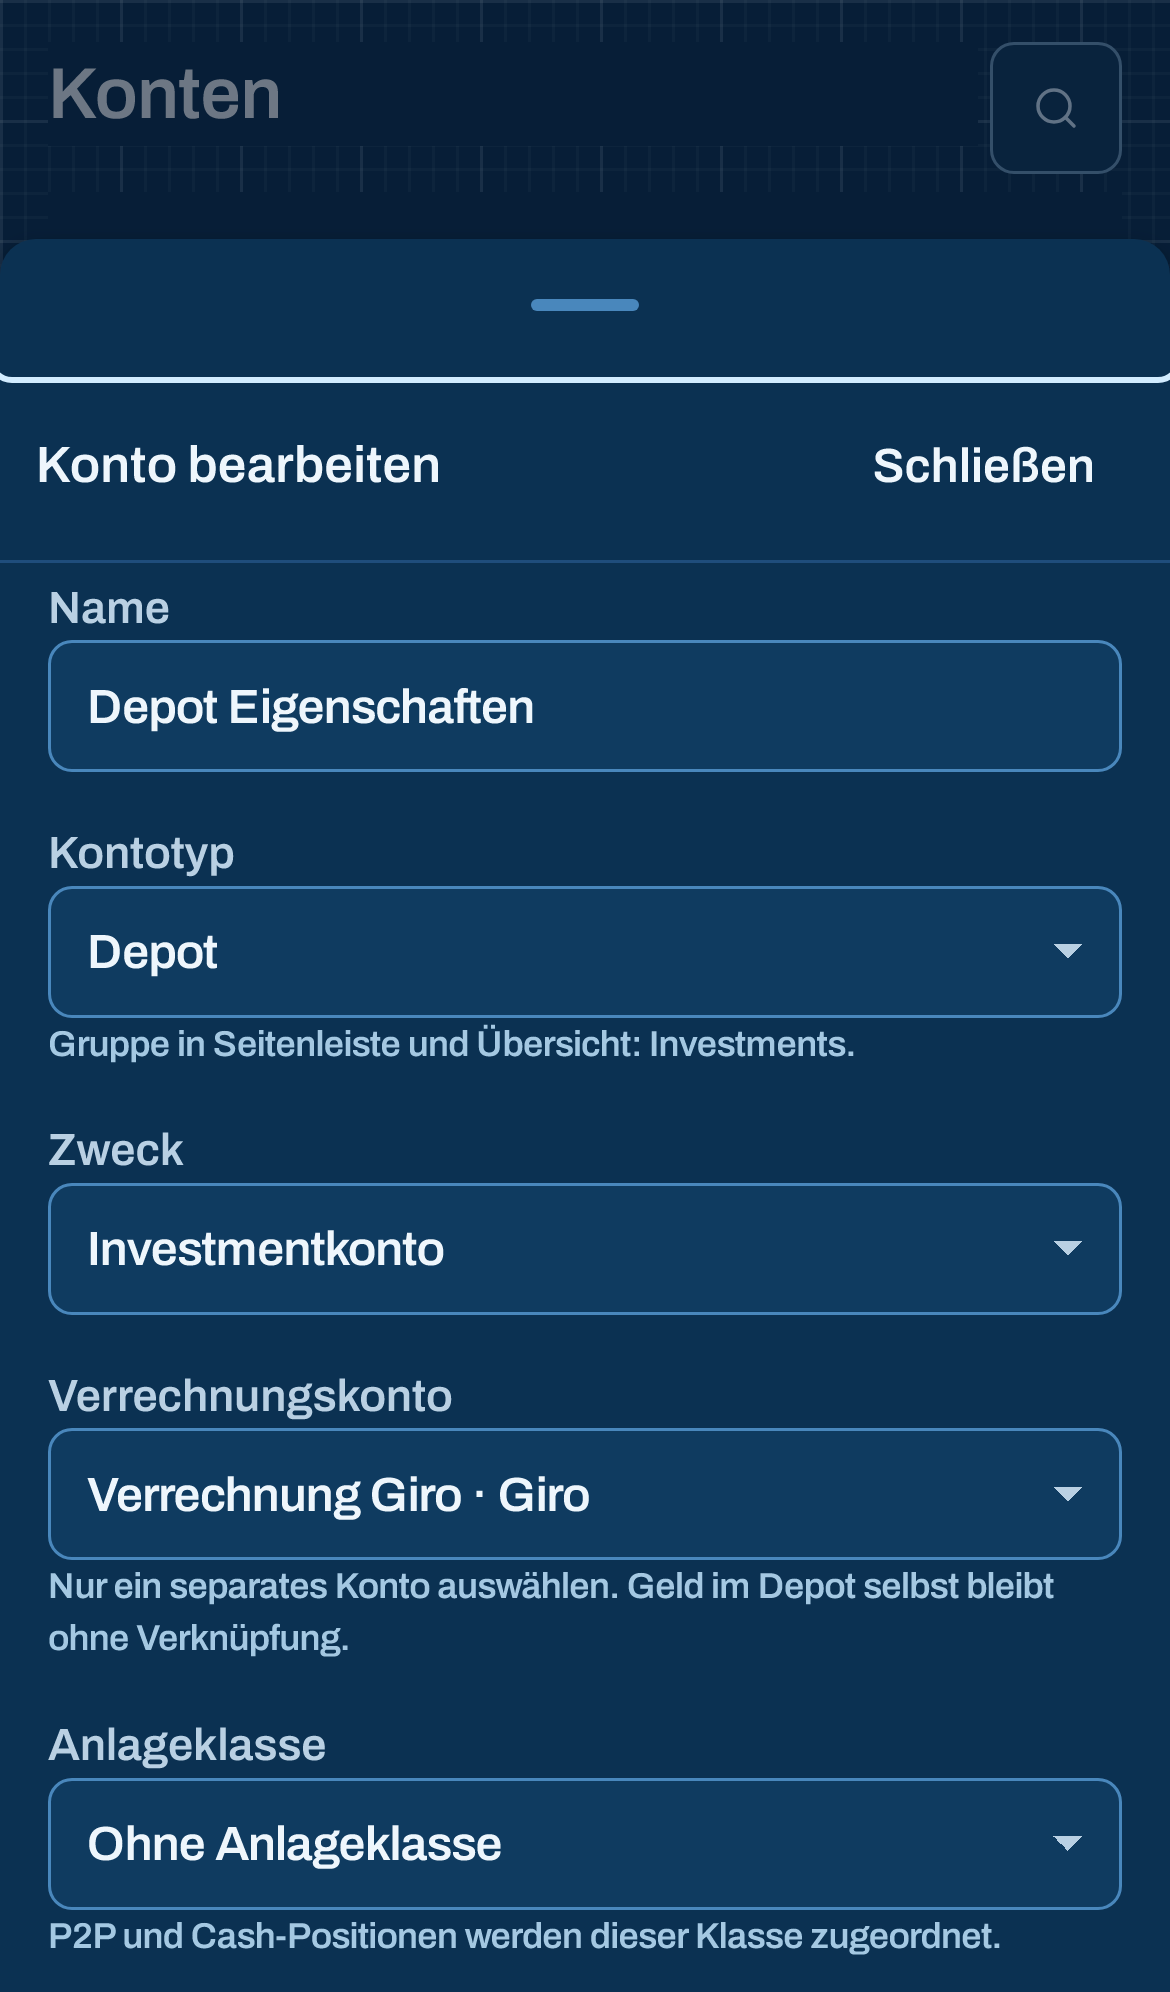 Konten
Konto bearbeiten
Schließen
Name
Depot Eigenschaften
Kontotyp
Depot
Gruppe in Seitenleiste und Übersicht: Investments.
Zweck
Investmentkonto
Verrechnungskonto
Verrechnung Giro · Giro
Nur ein separates Konto auswählen. Geld im Depot selbst bleibt
ohne Verknüpfung.
Anlageklasse
Ohne Anlageklasse
P2P und Cash-Positionen werden dieser Klasse zugeordnet.